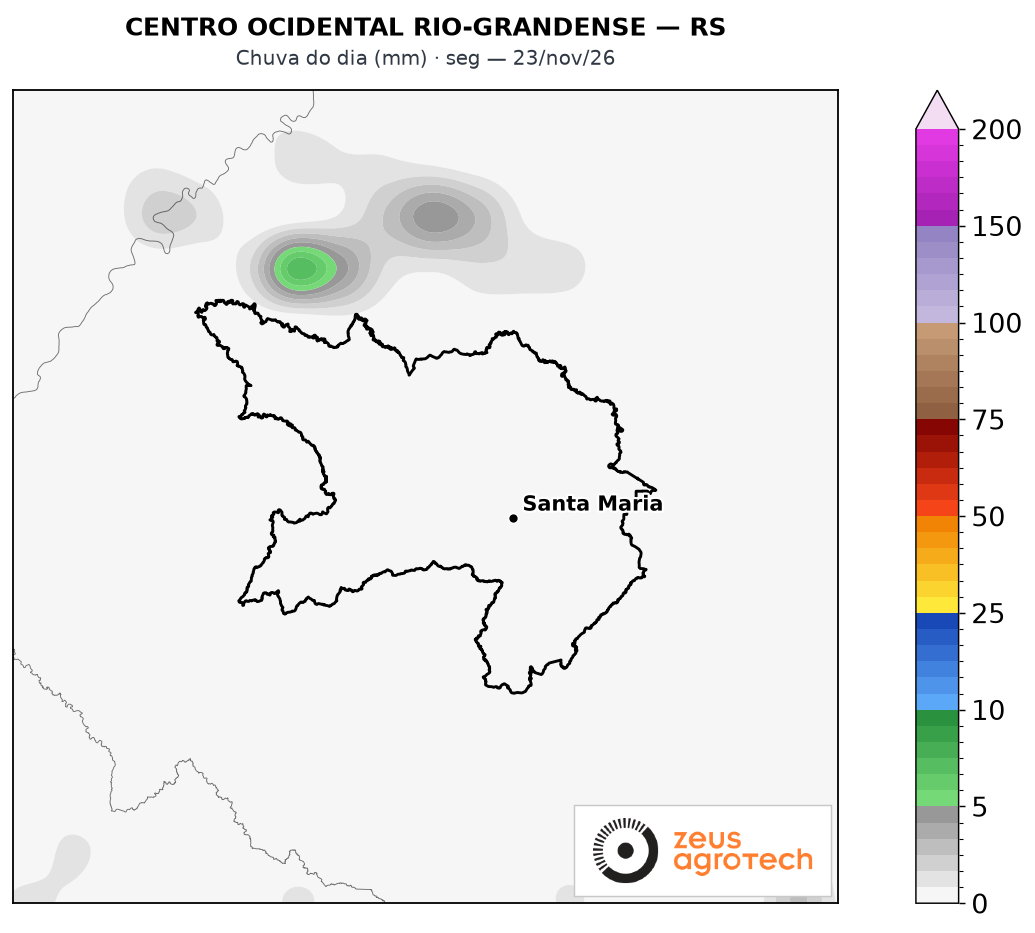 CENTRO OCIDENTAL RIO-GRANDENSE — RS
Chuva do dia (mm) · seg — 23/nov/26
200
150
100
75
50
25
10
5
0
Santa Maria
zeus
agrotech